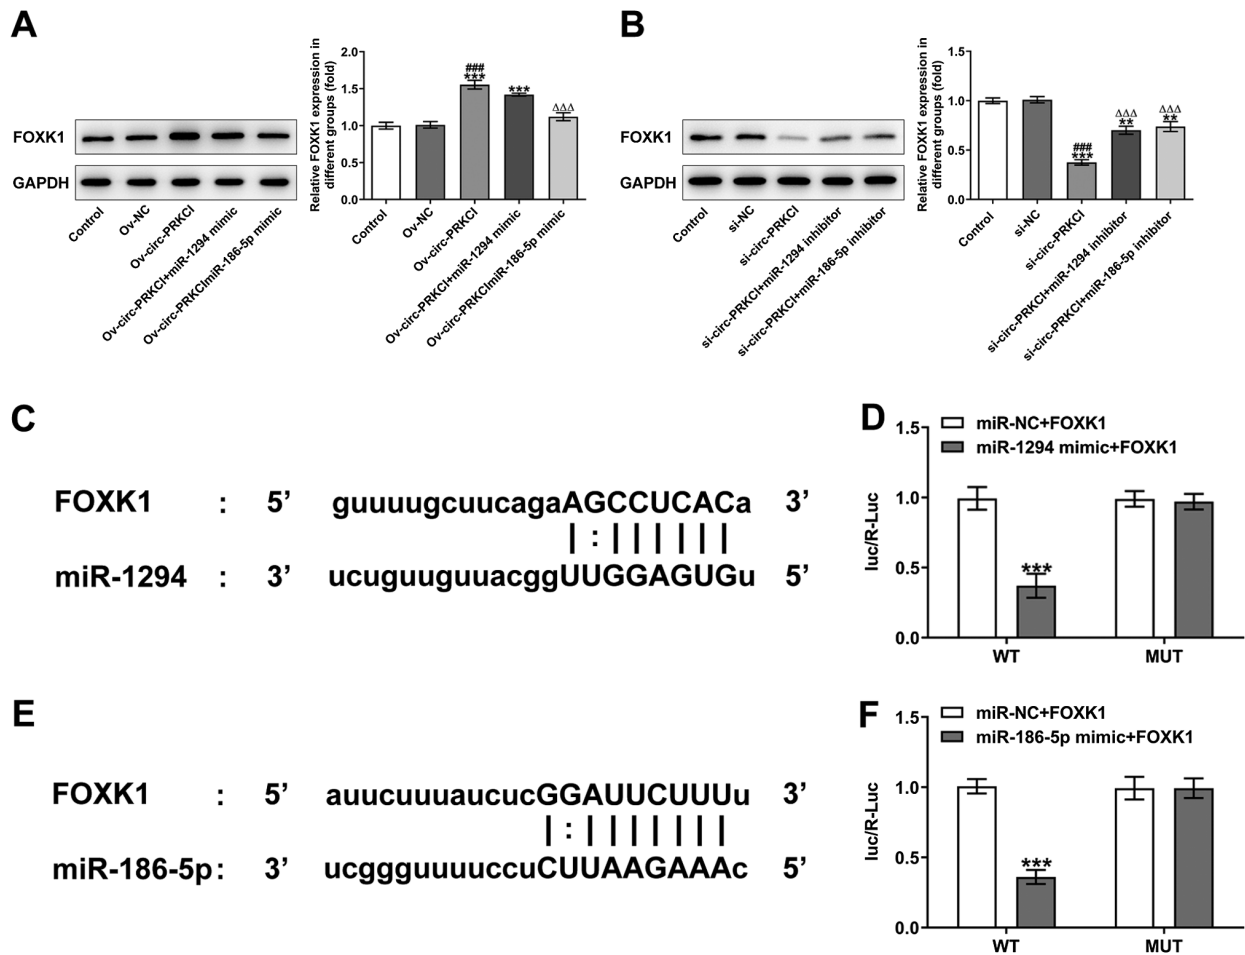 A
FOXK1
GAPDH
Control
Ov-NC
Ov-circ-PRKCI
Ov-circ-PRKCI+miR-1294 mimic
Ov-circ-PRKCImiR-186-5p mimic
Relative FOXK1 expression in
different groups (fold)
2.0
1.5
1.0
0.5
0.0
###
***
***
ΔΔΔ
Control
Ov-NC
Ov-circ-PRKCI
Ov-circ-PRKCI+miR-1294 mimic
Ov-circ-PRKCImiR-186-5p mimic
B
FOXK1
GAPDH
Control
si-NC
si-circ-PRKCI
si-circ-PRKCI+miR-1294 inhibitor
si-circ-PRKCI+miR-186-5p inhibitor
Relative FOXK1 expression in
different groups (fold)
1.5
1.0
0.5
0.0
###
***
ΔΔΔ
**
ΔΔΔ
**
Control
si-NC
si-circ-PRKCI
si-circ-PRKCI+miR-1294 inhibitor
si-circ-PRKCI+miR-186-5p inhibitor
C
FOXK1 : 5’ guuuugcuucagaAGCCUCACa 3’
| : | | | | | |
miR-1294 : 3’ ucuguuguuacggUUGGAGUGu 5’
D
miR-NC+FOXK1
miR-1294 mimic+FOXK1
luc/R-Luc
1.5
1.0
0.5
0.0
***
WT MUT
E
FOXK1 : 5’ auucuuuaucucGGAUUCUUUu 3’
| : | | | | | | |
miR-186-5p: 3’ ucggguuuuccuCUUAAGAAAc 5’
F
miR-NC+FOXK1
miR-186-5p mimic+FOXK1
luc/R-Luc
1.5
1.0
0.5
0.0
***
WT MUT